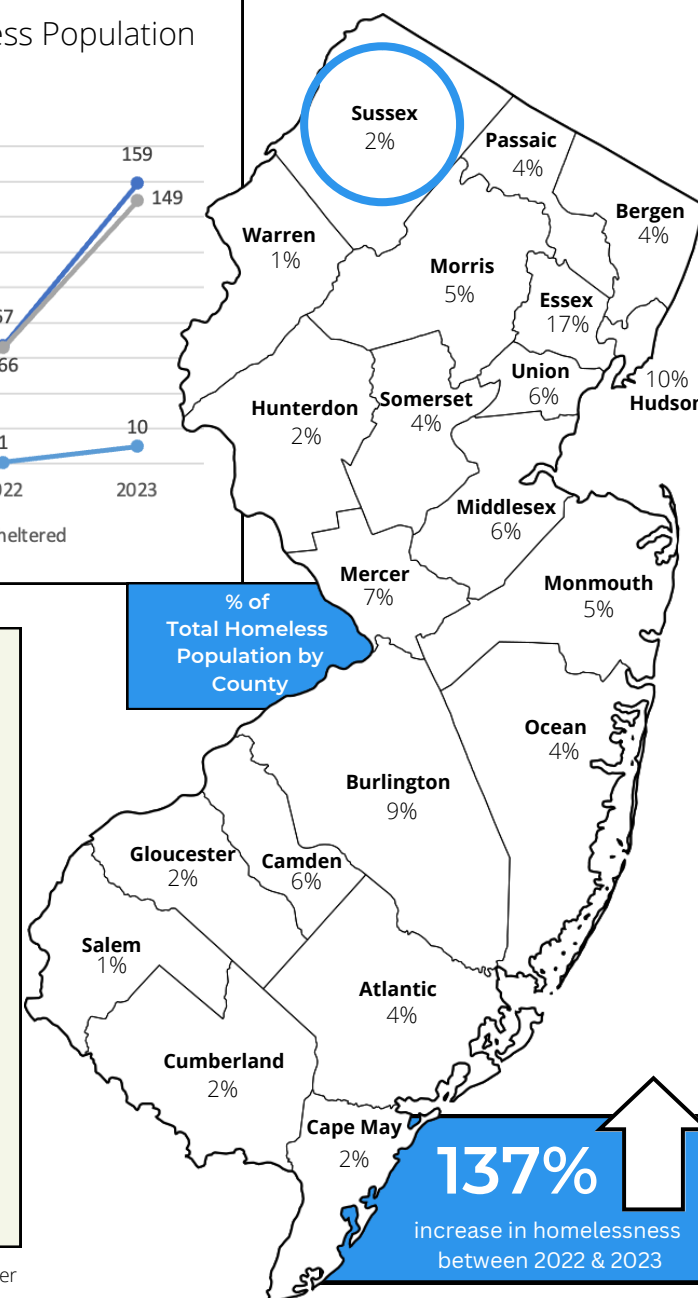 ess Population
159
149
57
66
1
10
022
2023
heltered
Sussex
2%
Passaic
4%
Bergen
4%
Warren
1%
Morris
5%
Essex
17%
Union
6%
10%
Hudson
Hunterdon
2%
Somerset
4%
Middlesex
6%
Mercer
7%
Monmouth
5%
% of
Total Homeless
Population by
County
Ocean
4%
Burlington
9%
Gloucester
2%
Camden
6%
Salem
1%
Atlantic
4%
Cumberland
2%
Cape May
2%
137%
increase in homelessness
between 2022 & 2023
er